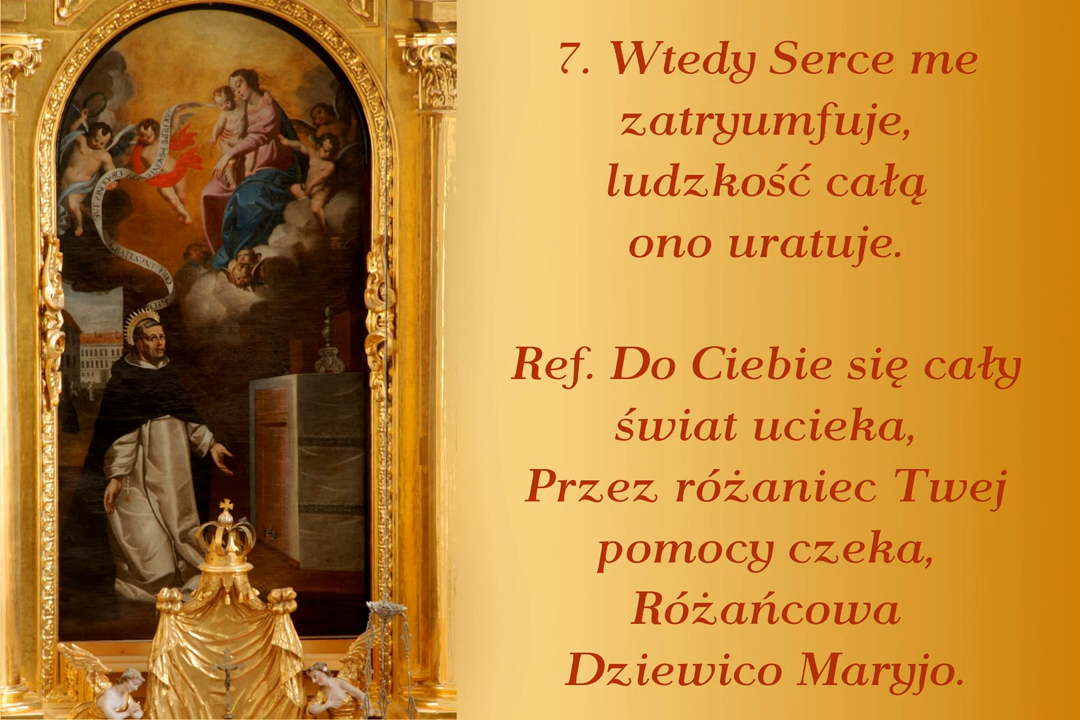 7. Wtedy Serce me
zatryumfuje,
ludzkość całą
ono uratuje.
Ref. Do Ciebie się cały
świat ucieka,
Przez różaniec Twej
pomocy czeka,
Różańcowa
Dziewico Maryjo.